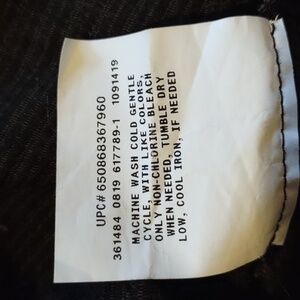 UPC# 650868367960
361484 0819 617789-1 1091419
MACHINE WASH COLD GENTLE
CYCLE, WITH LIKE COLORS,
ONLY NON-CHLORINE BLEACH
WHEN NEEDED, TUMBLE DRY
LOW, COOL IRON, IF NEEDED